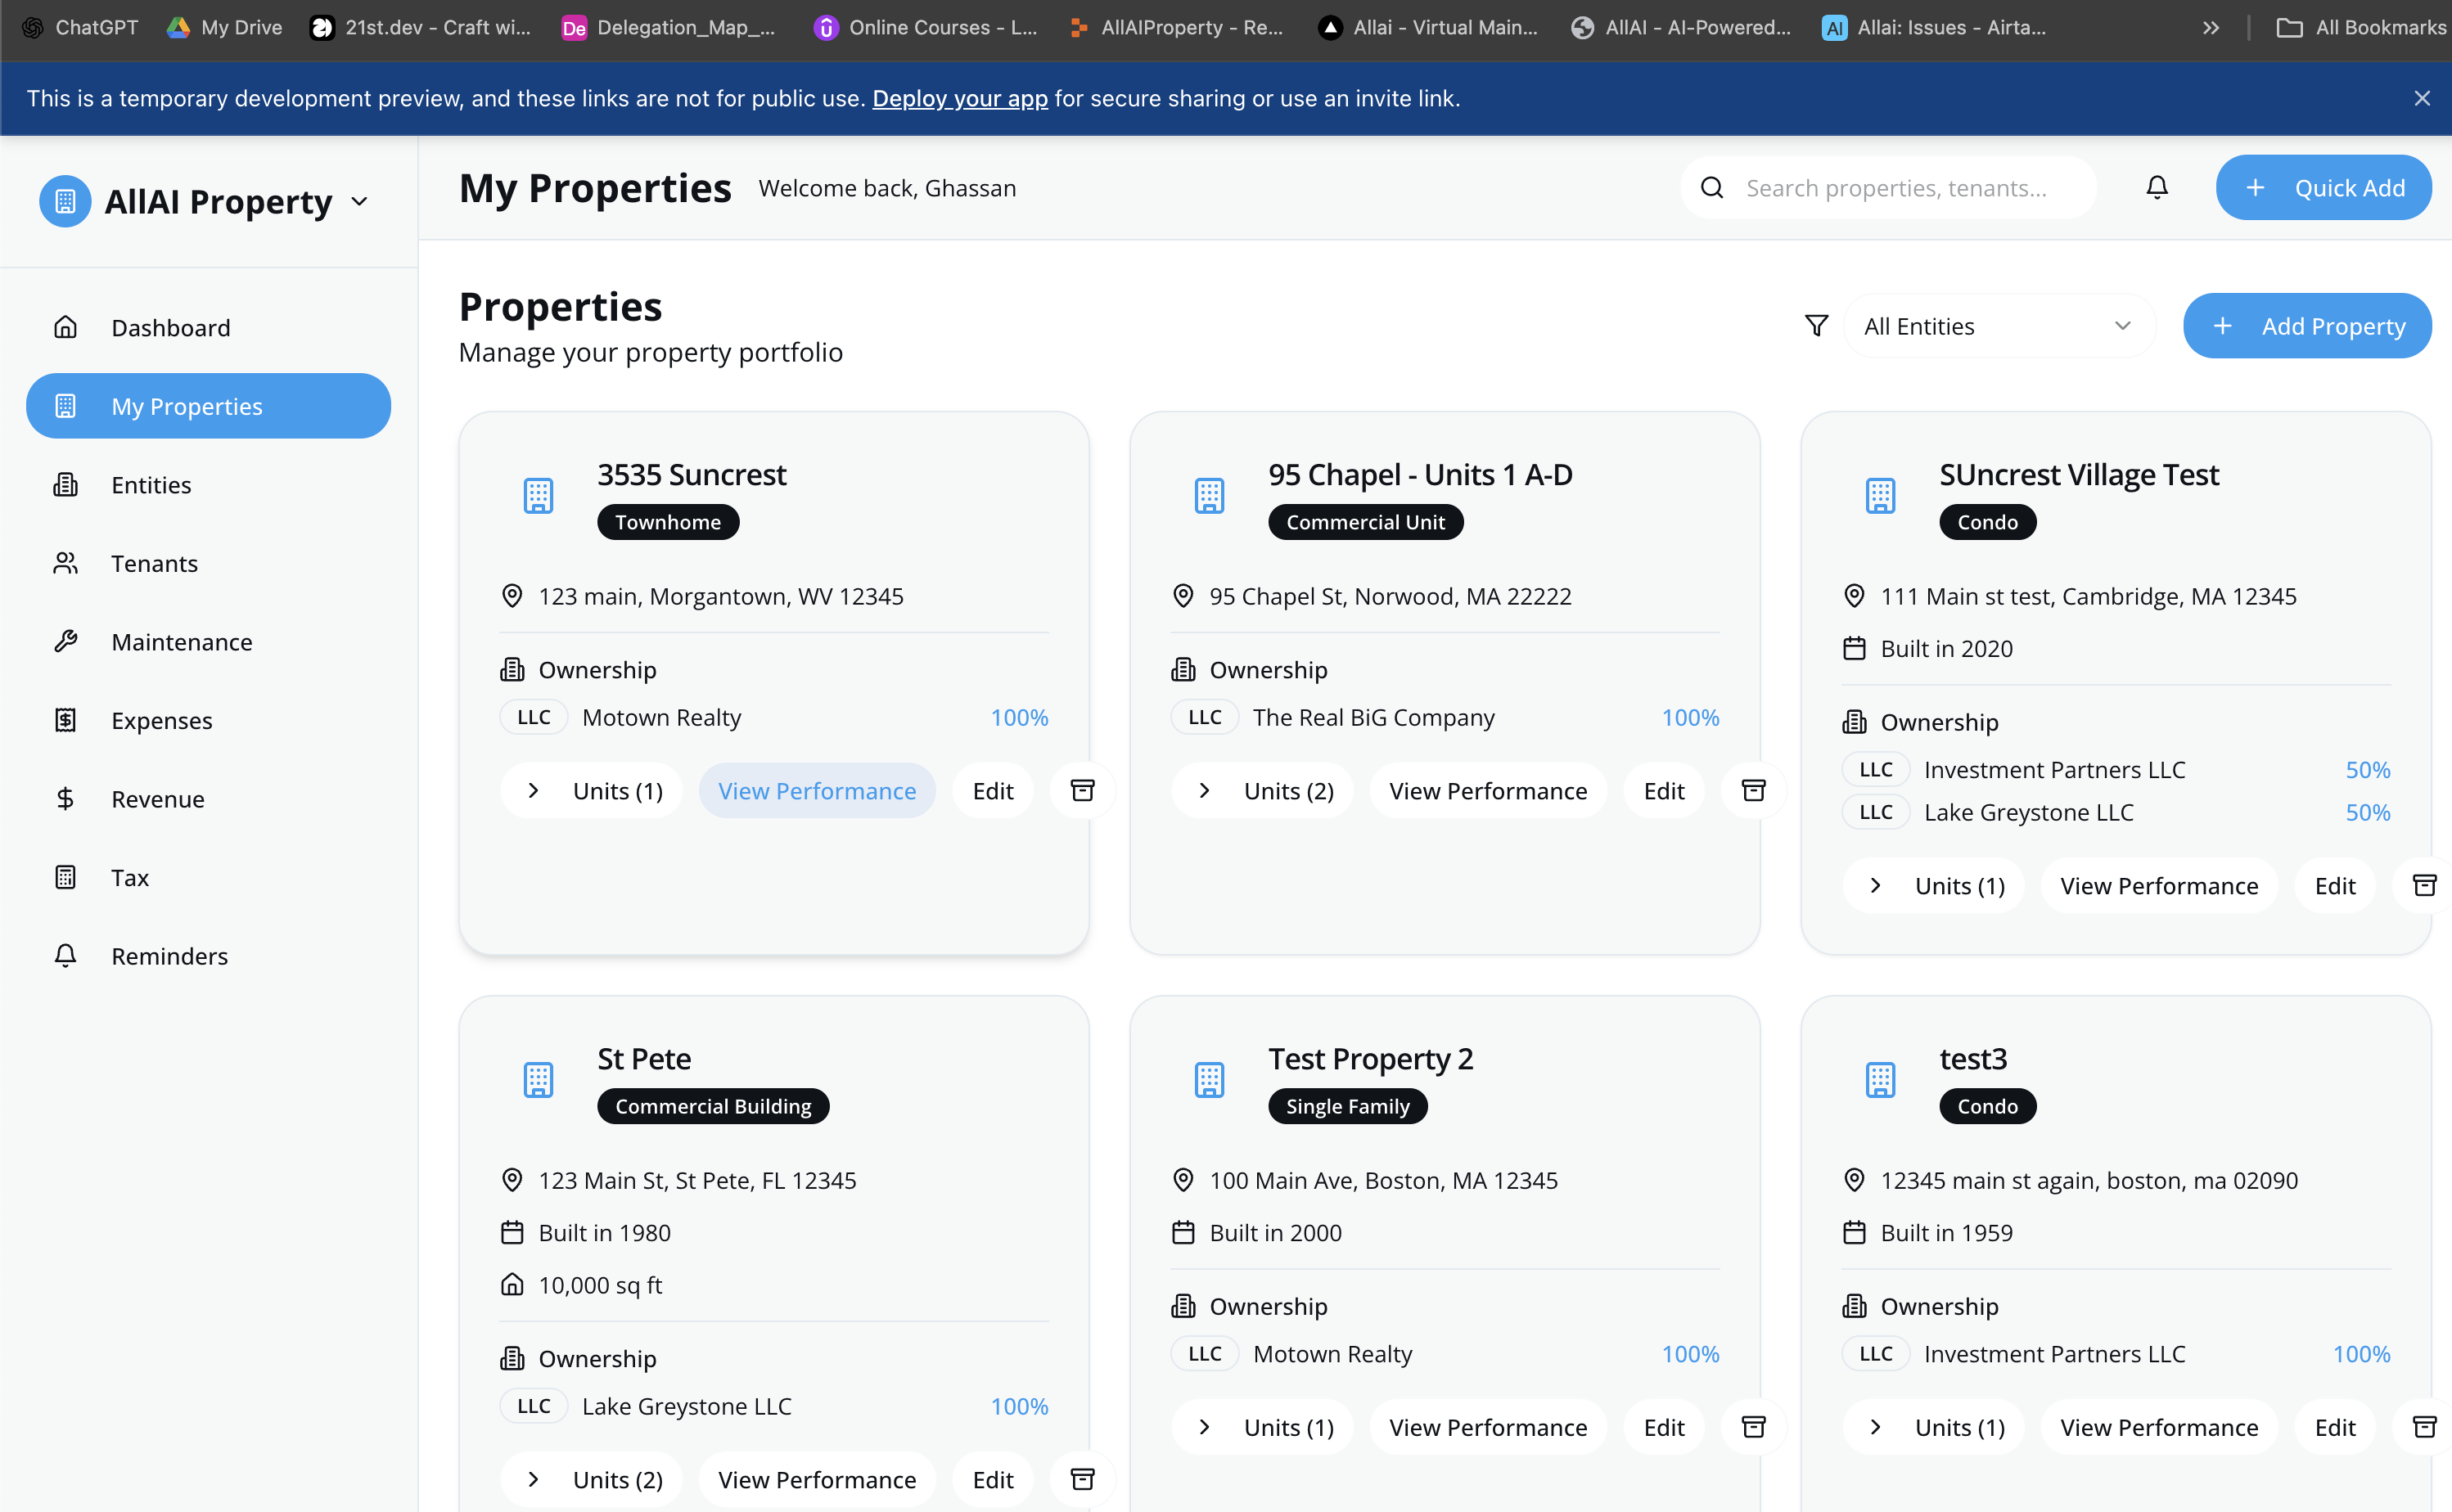 ChatGPT My Drive 21st.dev - Craft wi... De Delegation_Map_... Online Courses - L... AllAIProperty - Re... Allai - Virtual Main... AllAI - AI-Powered... AI Allai: Issues - Airta... All Bookmarks
This is a temporary development preview, and these links are not for public use. Deploy your app for secure sharing or use an invite link.
AllAI Property
Dashboard
My Properties
Entities
Tenants
Maintenance
Expenses
Revenue
Tax
Reminders
My Properties Welcome back, Ghassan
Search properties, tenants...
Quick Add
Properties
Manage your property portfolio
All Entities
Add Property
3535 Suncrest
Townhome
123 main, Morgantown, WV 12345
Ownership
LLC Motown Realty 100%
Units (1) View Performance Edit
95 Chapel - Units 1 A-D
Commercial Unit
95 Chapel St, Norwood, MA 22222
Ownership
LLC The Real BiG Company 100%
Units (2) View Performance Edit
SUncrest Village Test
Condo
111 Main st test, Cambridge, MA 12345
Built in 2020
Ownership
LLC Investment Partners LLC 50%
LLC Lake Greystone LLC 50%
Units (1) View Performance Edit
St Pete
Commercial Building
123 Main St, St Pete, FL 12345
Built in 1980
10,000 sq ft
Ownership
LLC Lake Greystone LLC 100%
Units (2) View Performance Edit
Test Property 2
Single Family
100 Main Ave, Boston, MA 12345
Built in 2000
Ownership
LLC Motown Realty 100%
Units (1) View Performance Edit
test3
Condo
12345 main st again, boston, ma 02090
Built in 1959
Ownership
LLC Investment Partners LLC 100%
Units (1) View Performance Edit